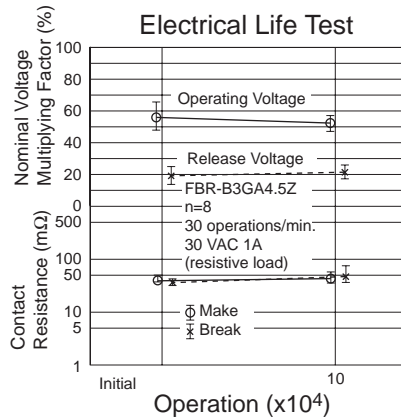 Electrical Life Test
Nominal Voltage
Multiplying Factor (%)
100
80
60
40
20
0
Operating Voltage
Release Voltage
FBR-B3GA4.5Z
n=8
30 operations/min.
30 VAC 1A
(resistive load)
Contact
Resistance (mΩ)
500
100
50
10
5
1
Make
Break
Initial
10
Operation (x10⁴)